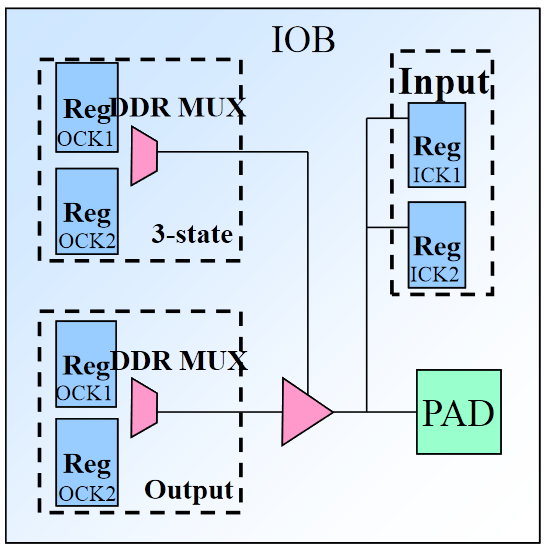 IOB
Reg
OCK1
DDR MUX
Reg
OCK2
3-state
Input
Reg
ICK1
Reg
ICK2
Reg
OCK1
DDR MUX
Reg
OCK2
Output
PAD